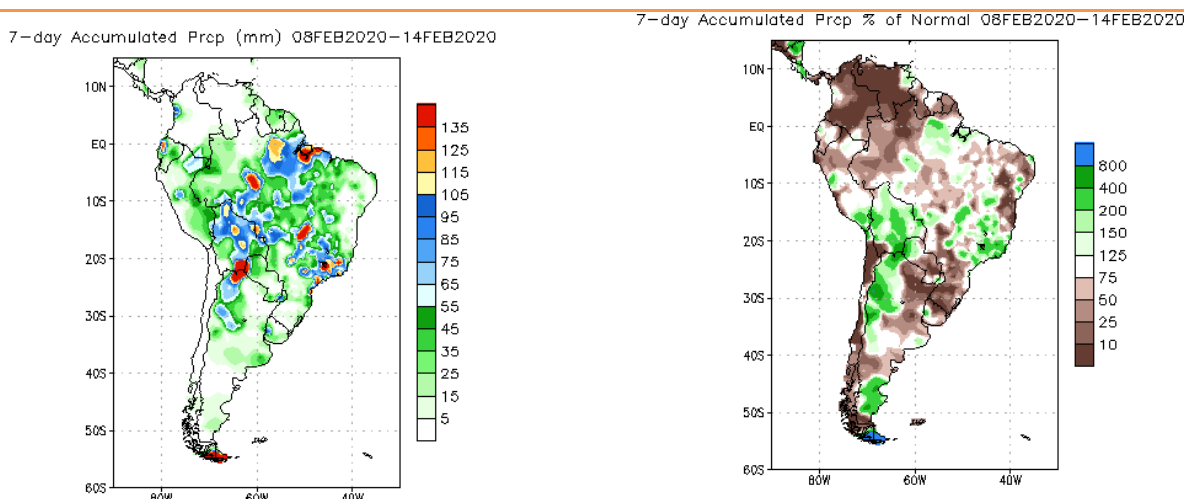 7-day Accumulated Prcp (mm) 08FEB2020-14FEB2020
10N
EQ
10S
20S
30S
40S
50S
60S
80W
60W
40W
135
125
115
105
95
85
75
65
55
45
35
25
15
5
7-day Accumulated Prcp % of Normal 08FEB2020-14FEB2020
10N
EQ
10S
20S
30S
40S
50S
60S
80W
60W
40W
800
400
200
150
125
75
50
25
10